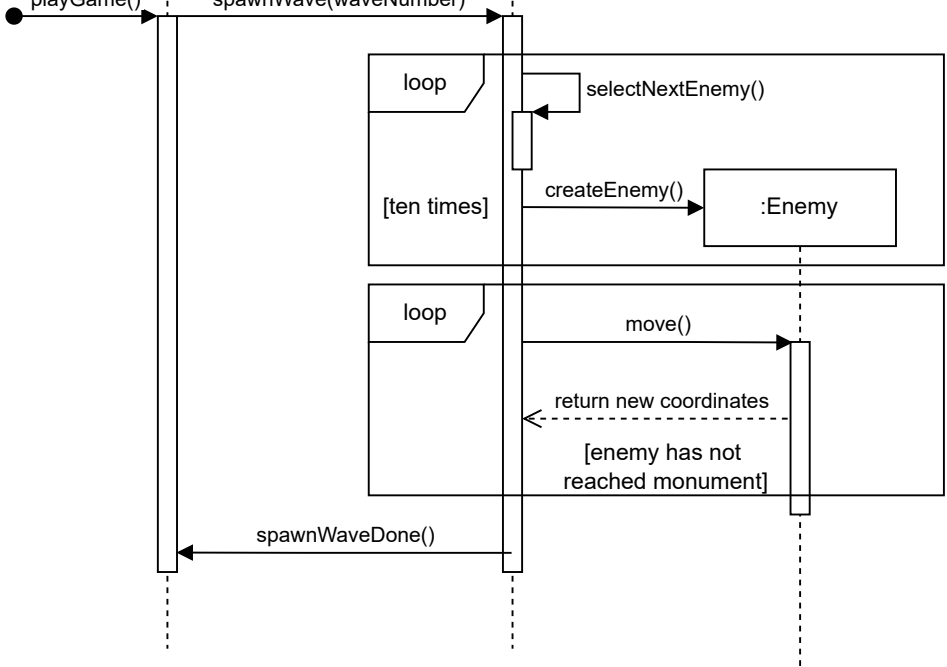 playGame()
spawnWave(waveNumber)
loop
selectNextEnemy()
createEnemy()
:Enemy
[ten times]
loop
move()
return new coordinates
[enemy has not
reached monument]
spawnWaveDone()